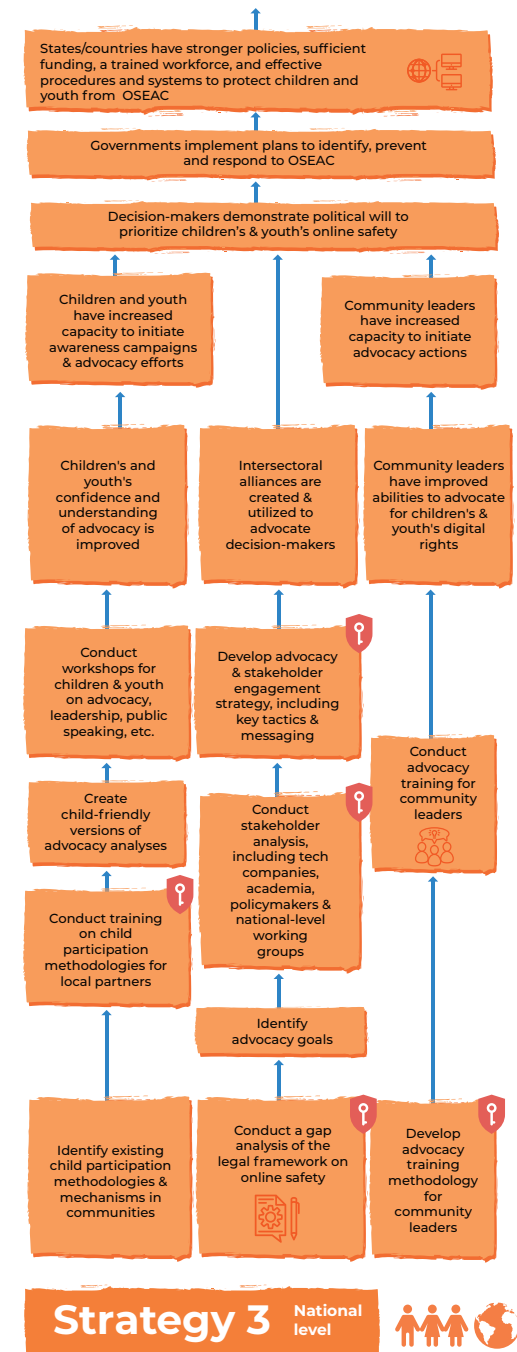 States/countries have stronger policies, sufficient
funding, a trained workforce, and effective
procedures and systems to protect children and
youth from OSEAC
Governments implement plans to identify, prevent
and respond to OSEAC
Decision-makers demonstrate political will to
prioritize children's & youth's online safety
Children and youth
have increased
capacity to initiate
awareness campaigns
& advocacy efforts
Community leaders
have increased
capacity to initiate
advocacy actions
Children's and
youth's
confidence and
understanding
of advocacy is
improved
Intersectoral
alliances are
created &
utilized to
advocate
decision-makers
Community leaders
have improved
abilities to advocate
for children's &
youth's digital
rights
Conduct
workshops for
children & youth
on advocacy,
leadership, public
speaking, etc.
Develop advocacy
& stakeholder
engagement
strategy, including
key tactics &
messaging
Conduct
advocacy
training for
community
leaders
Create
child-friendly
versions of
advocacy analyses
Conduct
stakeholder
analysis,
including tech
companies,
academia,
policymakers &
national-level
working
groups
Conduct training
on child
participation
methodologies for
local partners
Identify
advocacy goals
Identify existing
child participation
methodologies &
mechanisms in
communities
Conduct a gap
analysis of the
legal framework on
online safety
Develop
advocacy
training
methodology
for
community
leaders
Strategy 3
National
level